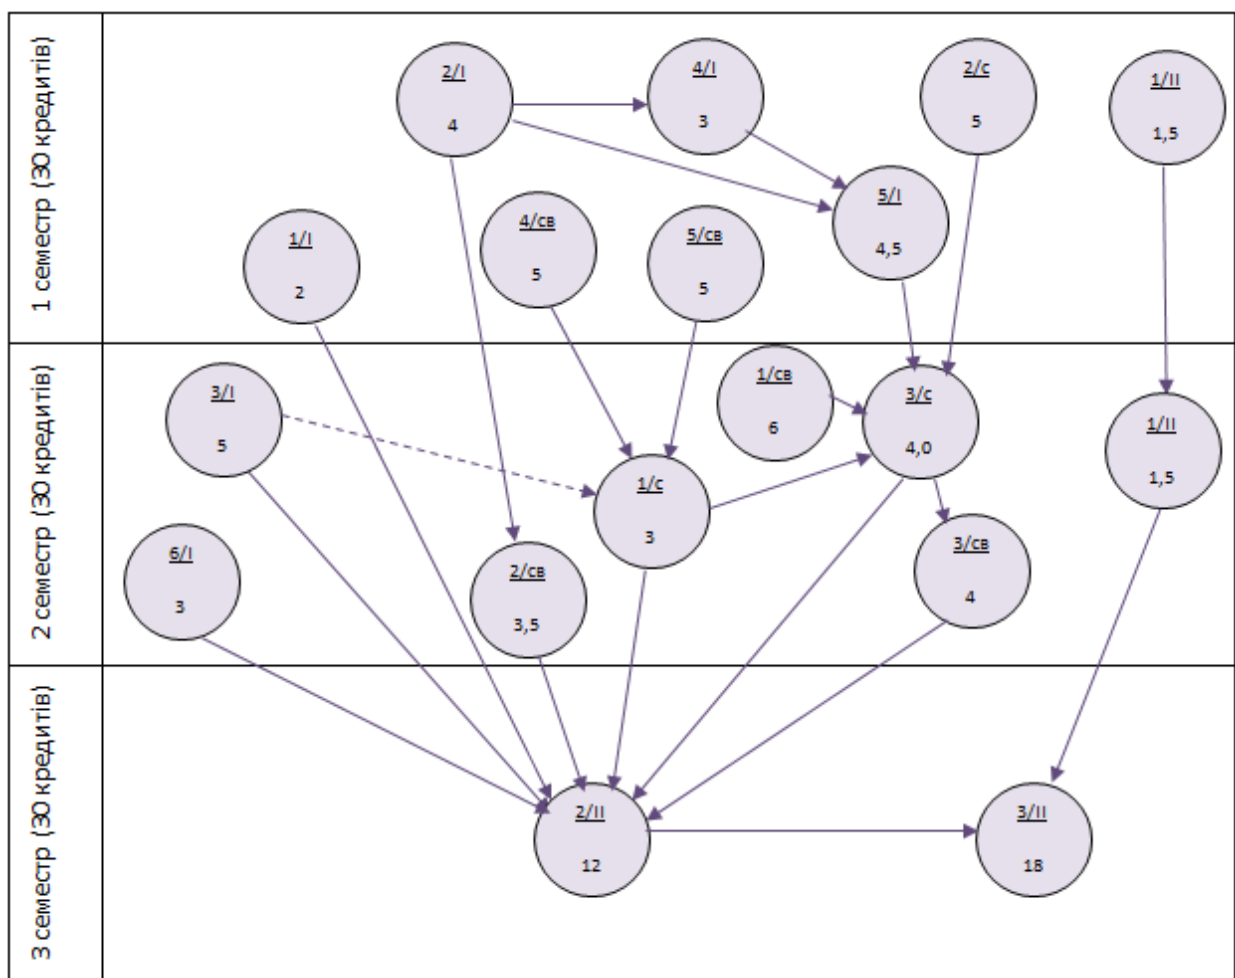 1 семестр (30 кредитів)
2/І
4
4/І
3
2/с
5
1/ІІ
1,5
5/І
4,5
4/св
5
5/св
5
1/І
2
2 семестр (30 кредитів)
3/І
5
1/св
6
3/с
4,0
1/ІІ
1,5
1/с
3
6/І
3
2/св
3,5
3/св
4
3 семестр (30 кредитів)
2/ІІ
12
3/ІІ
18